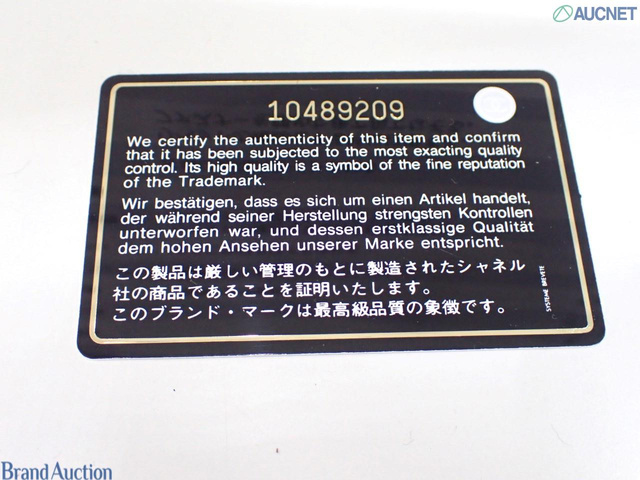 AUCNET
10489209
We certify the authenticity of this item and confirm
that it has been subjected to the most exacting quality
control. Its high quality is a symbol of the fine reputation
of the Trademark.
Wir bestätigen, dass es sich um einen Artikel handelt,
der während seiner Herstellung strengsten Kontrollen
unterworfen war, und dessen erstklassige Qualität
dem hohen Ansehen unserer Marke entspricht.
この製品は厳しい管理のもとに製造されたシャネル
社の商品であることを証明いたします。
このブランド・マークは最高級品質の象徴です。
SYSTEME BREVETE
Brand Auction